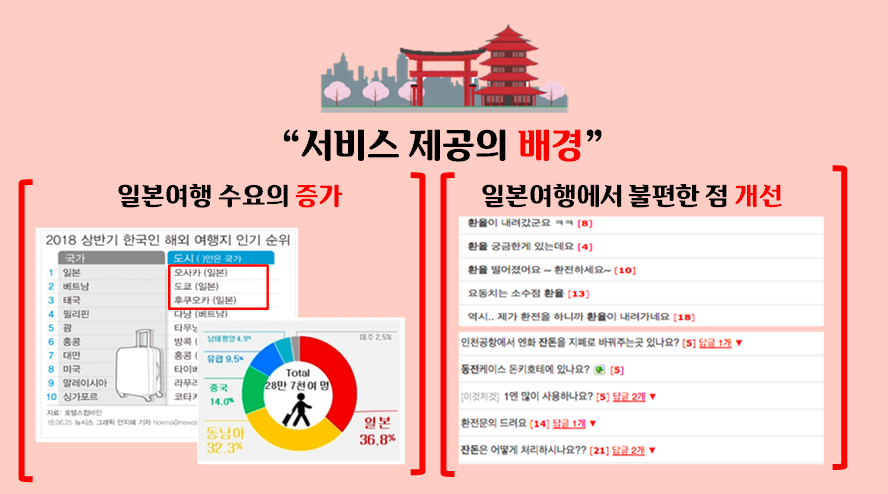 “서비스 제공의 배경”
일본여행 수요의 증가
2018 상반기 한국인 해외 여행지 인기 순위
국가 도시 ( )안은 국가
1 일본 오사카 (일본)
2 베트남 도쿄 (일본)
3 태국 후쿠오카 (일본)
4 필리핀 다낭 (베트남)
5 괌 타무닝
6 홍콩 방콕 (
7 대만 홍콩 (
8 미국 타이베
9 말레이시아
10 싱가포르 코타키
자료: 호텔스컴바인
18.06.25 뉴시스 그래픽 안지혜 기자
남태평양 4.9%
미주 2.5%
유럽 9.5%
Total
28만 7천여 명
중국
14.0%
일본
36.8%
동남아
32.3%
일본여행에서 불편한 점 개선
환율이 내려갔군요 ㅋㅋ [8]
환율 궁금한게 있는데요 [4]
환율 떨어졌어요 ~ 환전하세요~ [10]
요동치는 소수점 환율 [13]
역시.. 제가 환전을 하니까 환율이 내려가네요 [18]
인천공항에서 엔화 잔돈을 지폐로 바꿔주는곳 있나요? [5] 답글 1개 ▼
동전케이스 돈키호테에 있나요? [5]
[이것저것] 1엔 많이 사용하나요? [5] 답글 2개 ▼
환전문의 드려요 [14] 답글 1개 ▼
잔돈은 어떻게 처리하시나요?? [21] 답글 2개 ▼